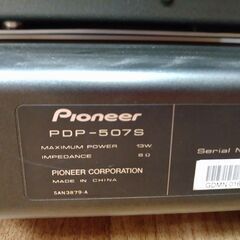 Pioneer
PDP-507S
MAXIMUM POWER 13W
IMPEDANCE 8Ω
PIONEER CORPORATION
MADE IN CHINA
SAN3879-A
Serial N